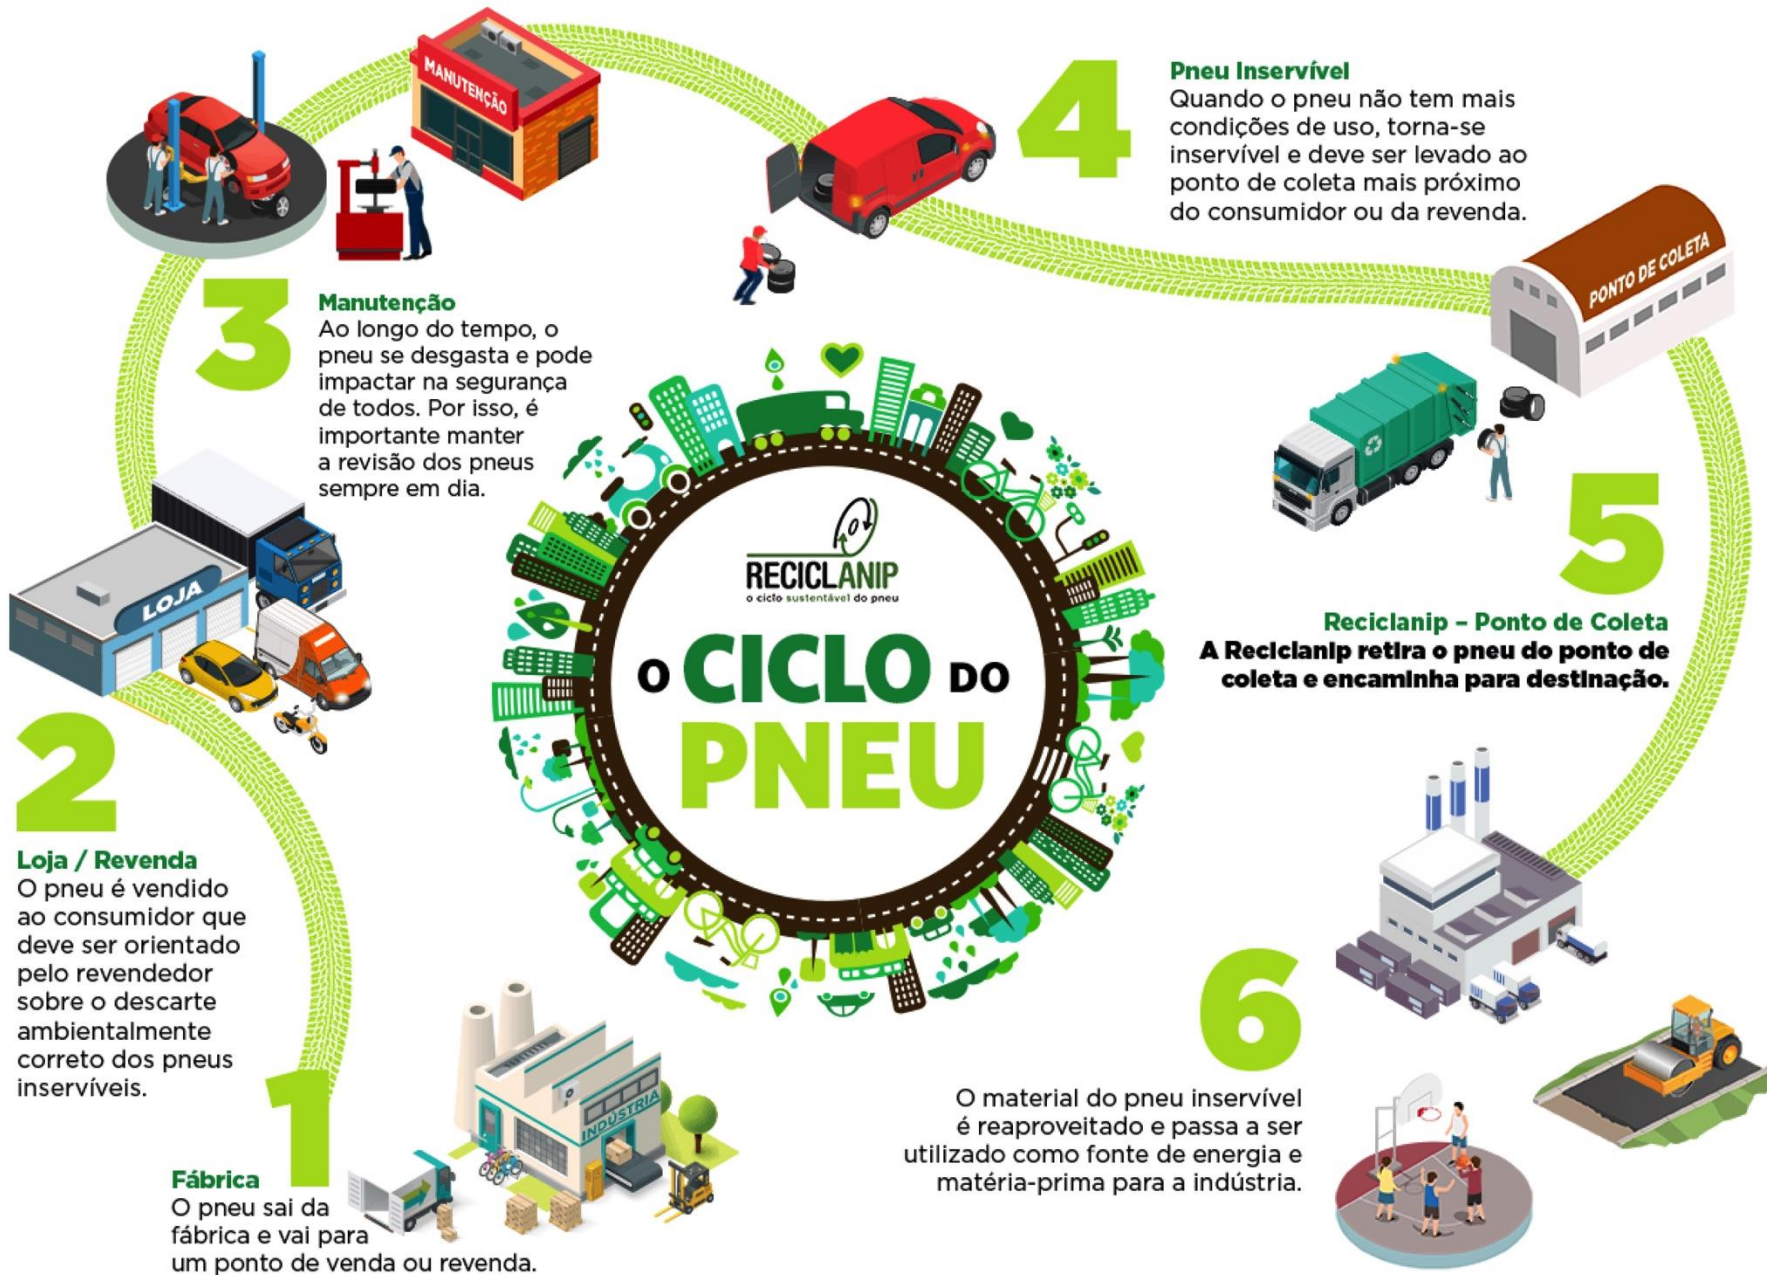 RECICLANIP
o ciclo sustentável do pneu
O CICLO DO
PNEU
1
Fábrica
O pneu sai da
fábrica e vai para
um ponto de venda ou revenda.
INDÚSTRIA
2
Loja / Revenda
O pneu é vendido
ao consumidor que
deve ser orientado
pelo revendedor
sobre o descarte
ambientalmente
correto dos pneus
inservíveis.
LOJA
3
Manutenção
Ao longo do tempo, o
pneu se desgasta e pode
impactar na segurança
de todos. Por isso, é
importante manter
a revisão dos pneus
sempre em dia.
MANUTENÇÃO
4
Pneu Inservível
Quando o pneu não tem mais
condições de uso, torna-se
inservível e deve ser levado ao
ponto de coleta mais próximo
do consumidor ou da revenda.
PONTO DE COLETA
5
Reciclanip – Ponto de Coleta
A Reciclanip retira o pneu do ponto de
coleta e encaminha para destinação.
6
O material do pneu inservível
é reaproveitado e passa a ser
utilizado como fonte de energia e
matéria-prima para a indústria.